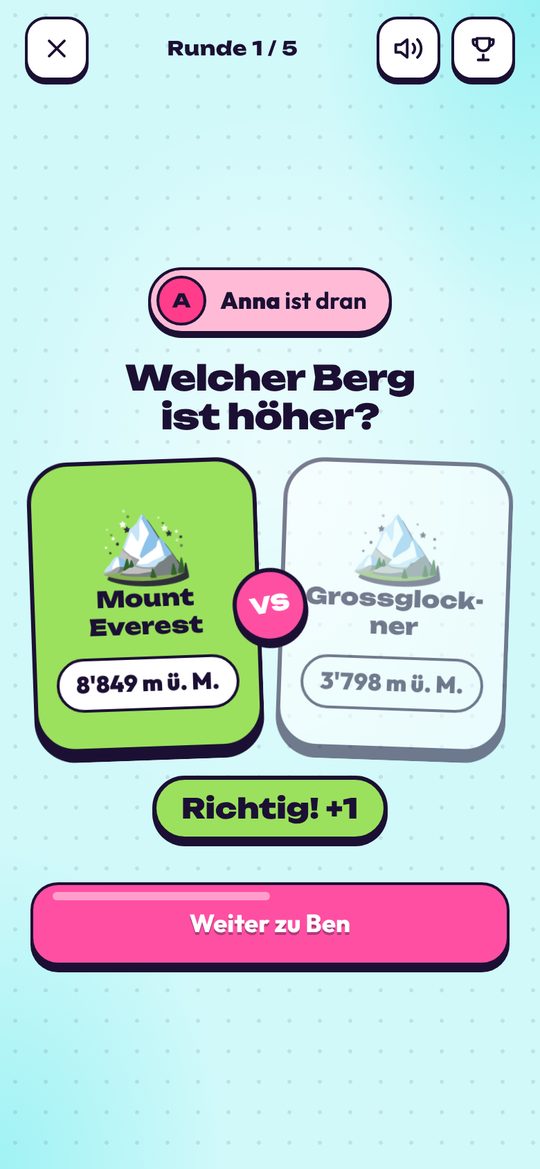 Runde 1 / 5
A
Anna ist dran
Welcher Berg
ist höher?
Mount
Everest
8'849 m ü. M.
VS
Grossglock-
ner
3'798 m ü. M.
Richtig! +1
Weiter zu Ben